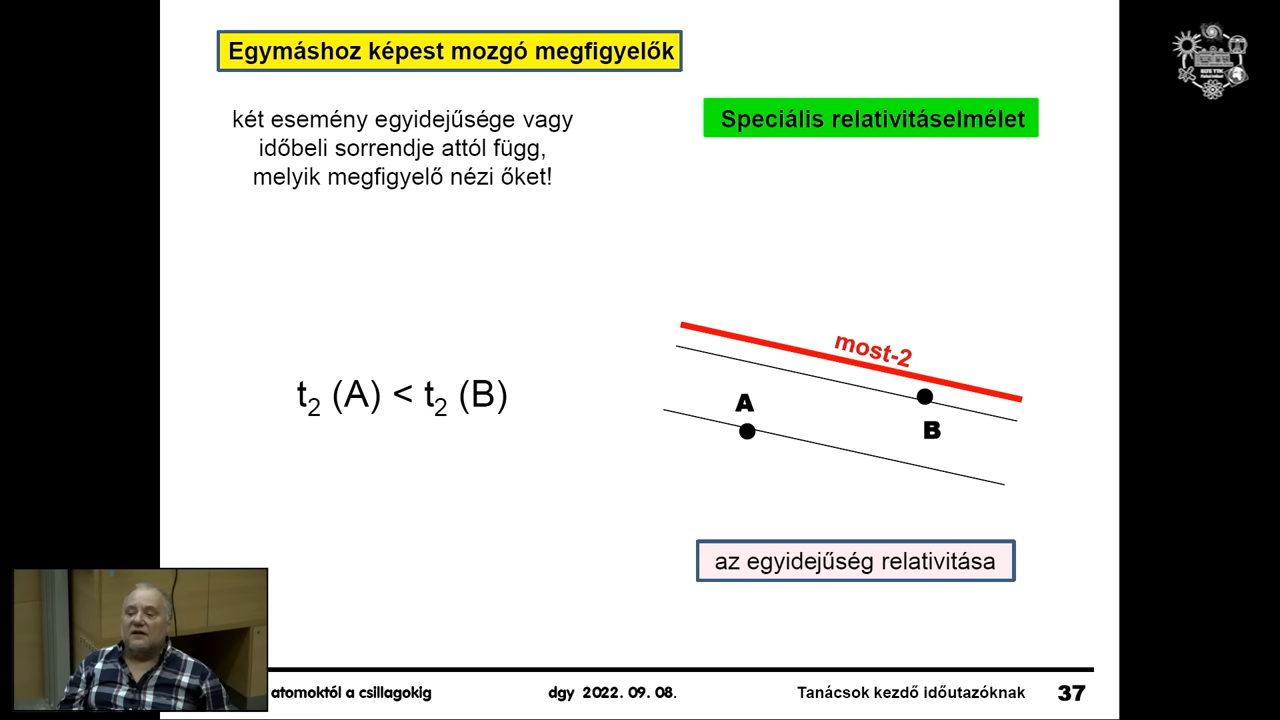 Egymáshoz képest mozgó megfigyelők
két esemény egyidejűsége vagy
időbeli sorrendje attól függ,
melyik megfigyelő nézi őket!
Speciális relativitáselmélet
most-2
t₂ (A) < t₂ (B)
A
B
az egyidejűség relativitása
atomoktól a csillagokig
dgy 2022. 09. 08.
Tanácsok kezdő időutazóknak
37